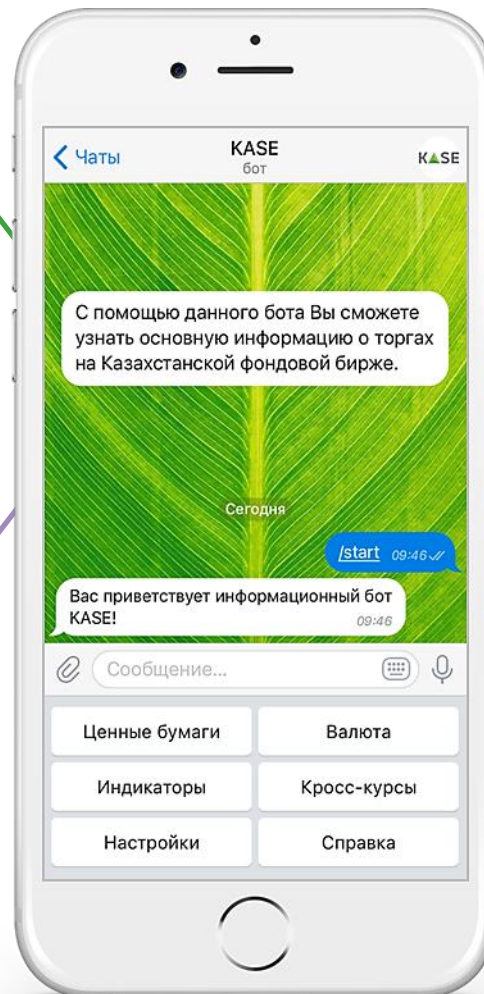 Чаты
KASE
бот
KASE
С помощью данного бота Вы сможете
узнать основную информацию о торгах
на Казахстанской фондовой бирже.
Сегодня
/start 09:46
Вас приветствует информационный бот
KASE!
09:46
Сообщение...
Ценные бумаги
Валюта
Индикаторы
Кросс-курсы
Настройки
Справка